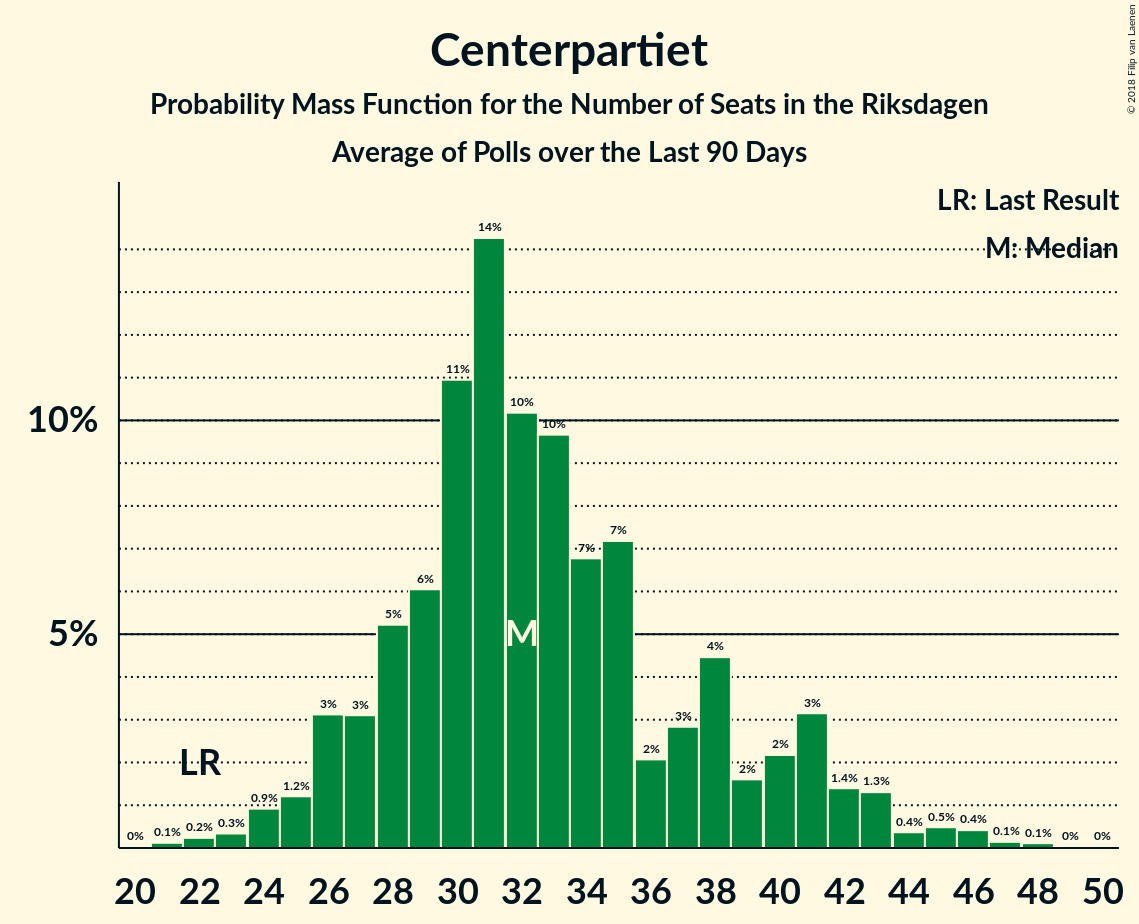 Centerpartiet
Probability Mass Function for the Number of Seats in the Riksdagen
Average of Polls over the Last 90 Days
© 2018 Filip van Laenen
LR: Last Result
M: Median
10%
5%
0% 0.1% 0.2% 0.3% 0.9% 1.2% 3% 3% 5% 6% 11% 14% 10% 10% 7% 7% 2% 3% 4% 2% 2% 3% 1.4% 1.3% 0.4% 0.5% 0.4% 0.1% 0.1% 0% 0%
LR
M
20 22 24 26 28 30 32 34 36 38 40 42 44 46 48 50